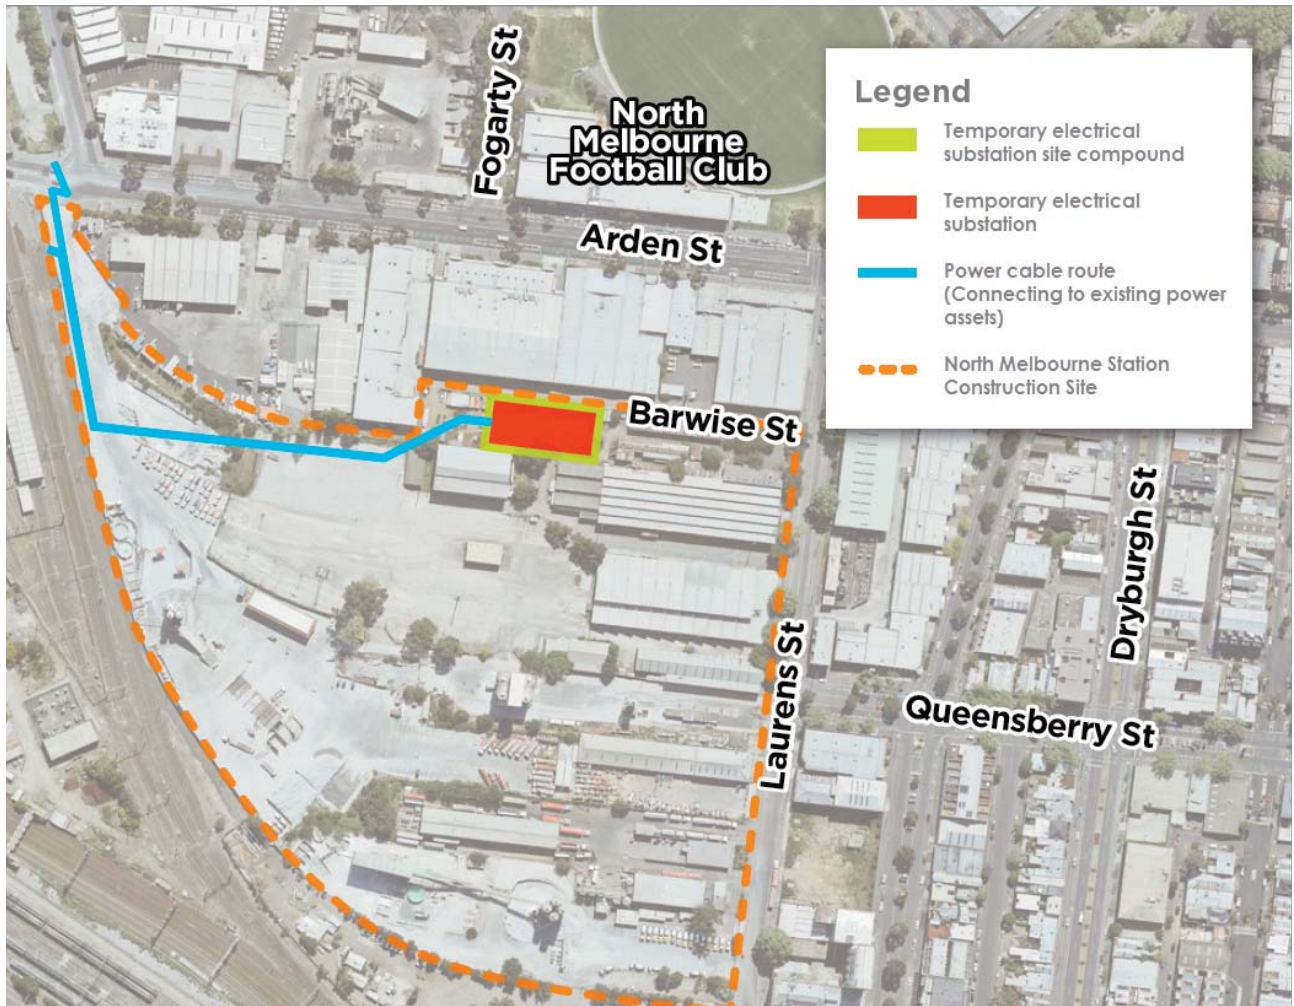 Fogarty St
North
Melbourne
Football Club
Arden St
Legend
Temporary electrical
substation site compound
Temporary electrical
substation
Power cable route
(Connecting to existing power
assets)
North Melbourne Station
Construction Site
Barwise St
Dryburgh St
Laurens St
Queensberry St